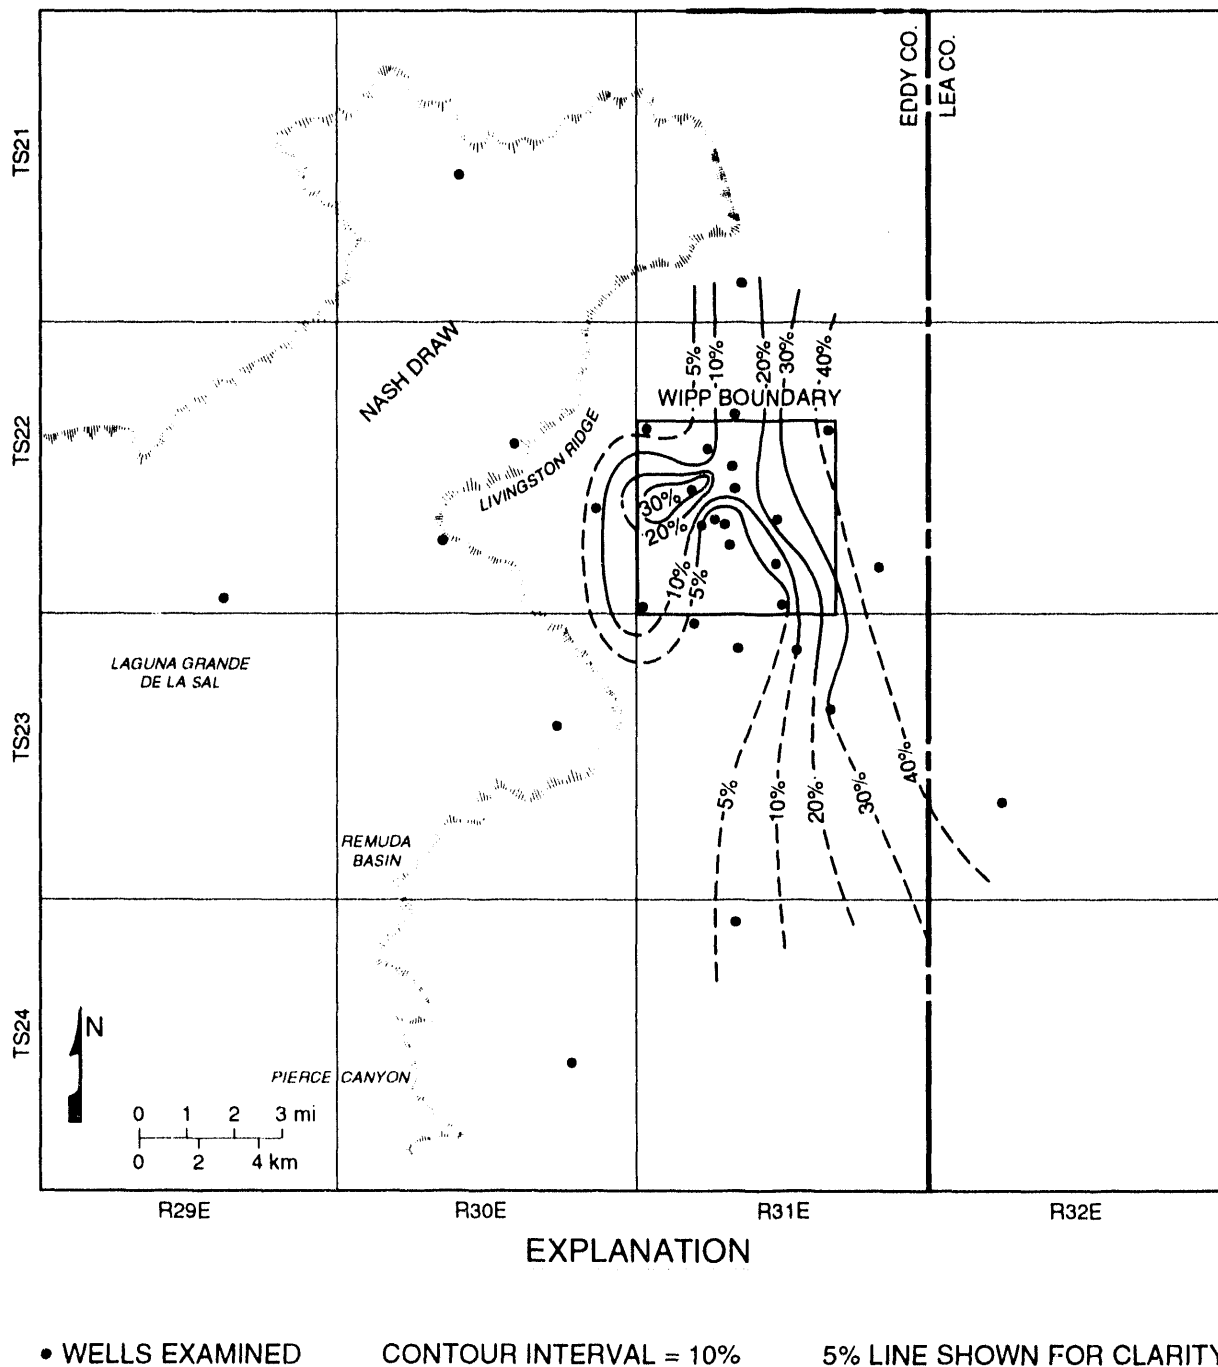 EDDY CO.
LEA CO.
TS21
NASH DRAW
5%
10%
20%
30%
40%
WIPP BOUNDARY
TS22
LIVINGSTON RIDGE
30%
20%
10%
5%
LAGUNA GRANDE
DE LA SAL
TS23
5%
10%
20%
30%
40%
REMUDA
BASIN
TS24
N
PIERCE CANYON
0 1 2 3 mi
0 2 4 km
R29E R30E R31E R32E
EXPLANATION
• WELLS EXAMINED CONTOUR INTERVAL = 10% 5% LINE SHOWN FOR CLARITY